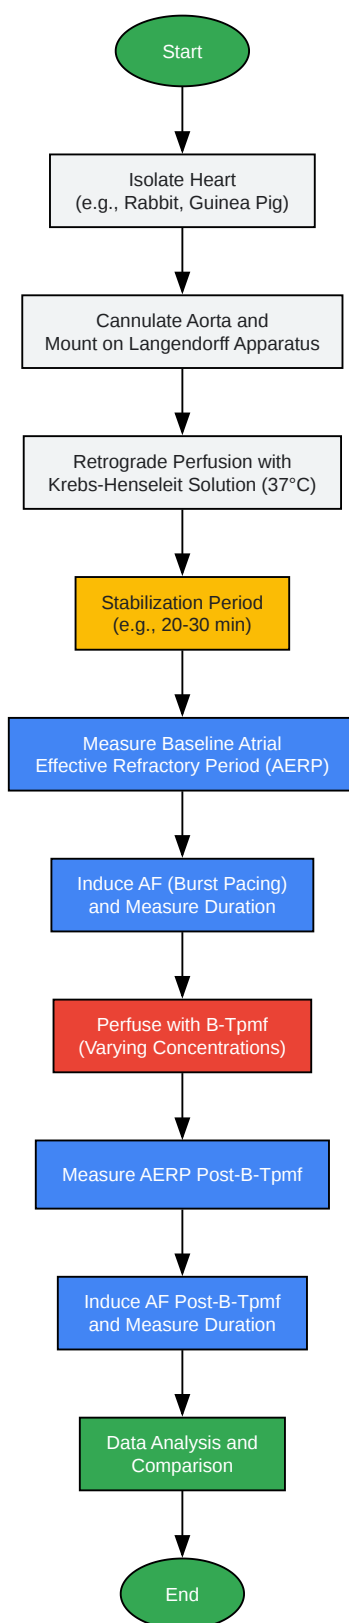 Start
Isolate Heart
(e.g., Rabbit, Guinea Pig)
Cannulate Aorta and
Mount on Langendorff Apparatus
Retrograde Perfusion with
Krebs-Henseleit Solution (37°C)
Stabilization Period
(e.g., 20-30 min)
Measure Baseline Atrial
Effective Refractory Period (AERP)
Induce AF (Burst Pacing)
and Measure Duration
Perfuse with B-Tpmf
(Varying Concentrations)
Measure AERP Post-B-Tpmf
Induce AF Post-B-Tpmf
and Measure Duration
Data Analysis and
Comparison
End